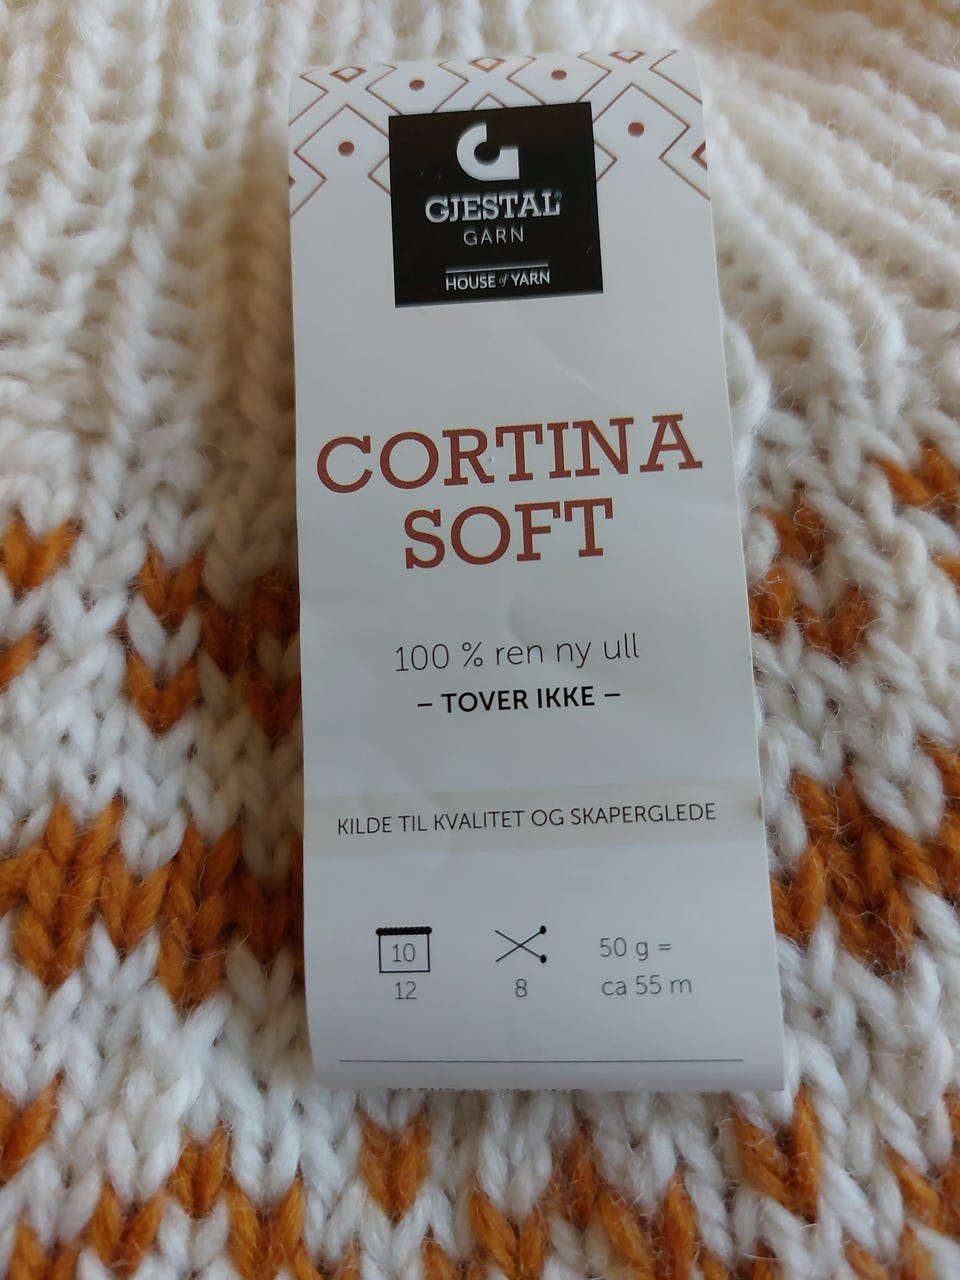 GJESTAL®
GARN
HOUSE of YARN
CORTINA
SOFT
100 % ren ny ull
– TOVER IKKE –
KILDE TIL KVALITET OG SKAPERGLEDE
10
12
8
50 g =
ca 55 m